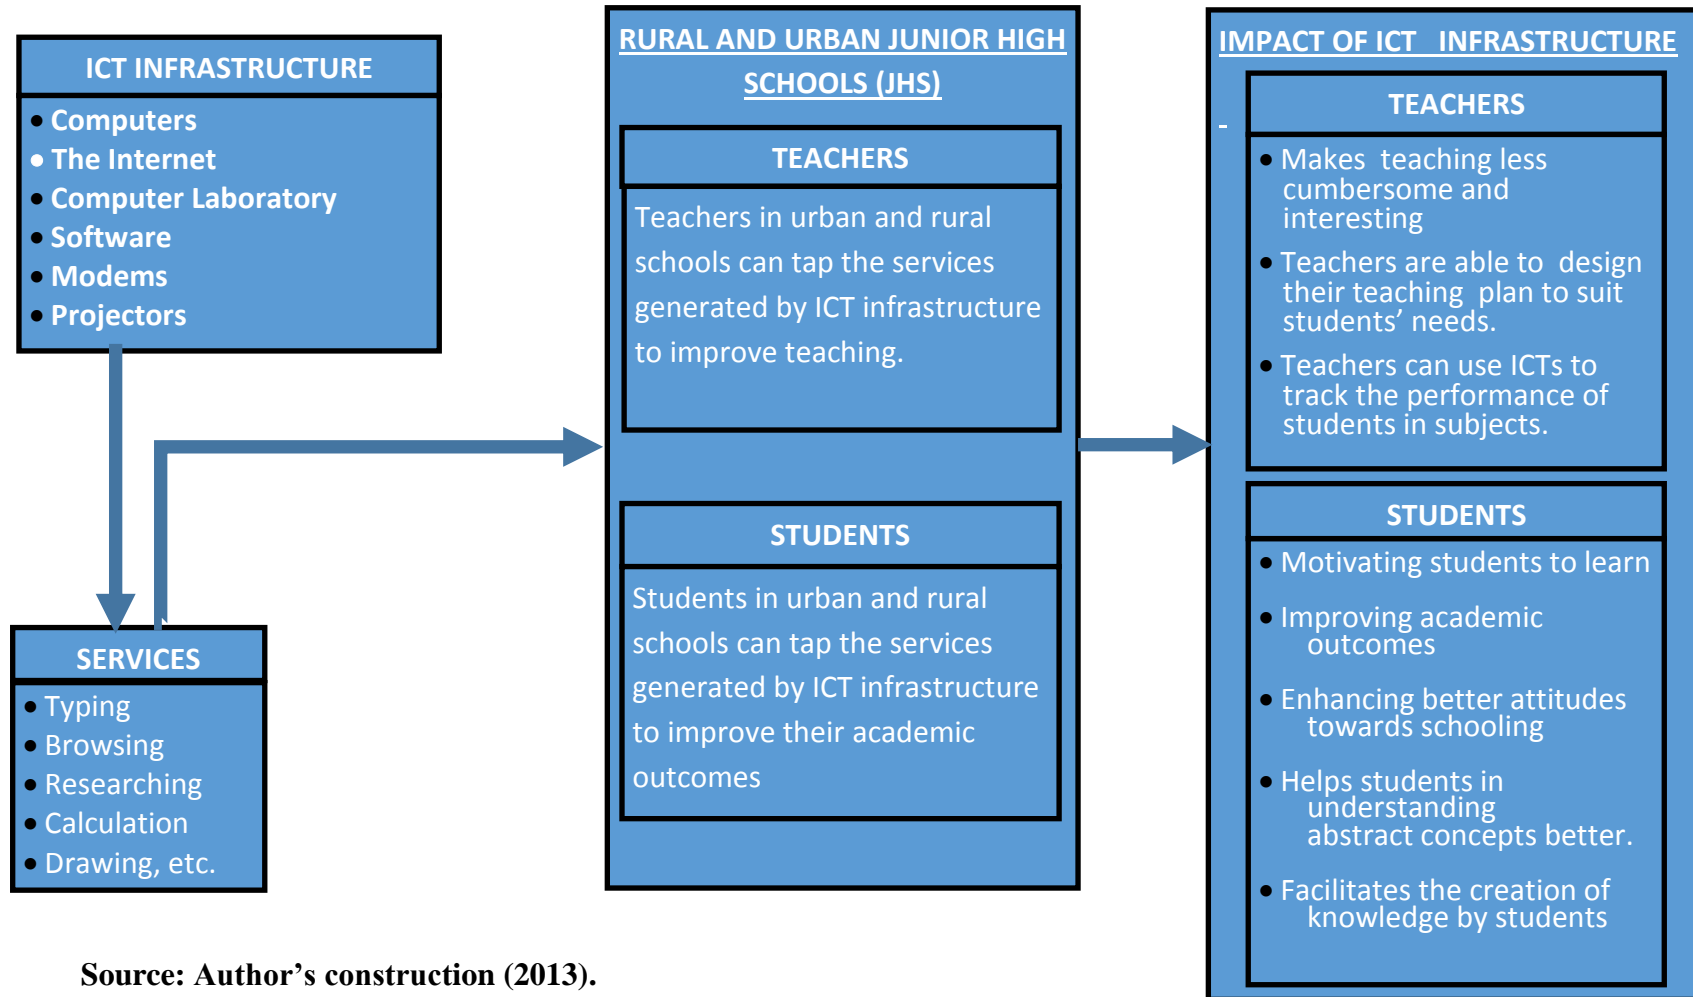 ICT INFRASTRUCTURE
• Computers
• The Internet
• Computer Laboratory
• Software
• Modems
• Projectors
SERVICES
• Typing
• Browsing
• Researching
• Calculation
• Drawing, etc.
RURAL AND URBAN JUNIOR HIGH
SCHOOLS (JHS)
TEACHERS
Teachers in urban and rural
schools can tap the services
generated by ICT infrastructure
to improve teaching.
STUDENTS
Students in urban and rural
schools can tap the services
generated by ICT infrastructure
to improve their academic
outcomes
IMPACT OF ICT INFRASTRUCTURE
TEACHERS
• Makes teaching less
cumbersome and
interesting
• Teachers are able to design
their teaching plan to suit
students’ needs.
• Teachers can use ICTs to
track the performance of
students in subjects.
STUDENTS
• Motivating students to learn
• Improving academic
outcomes
• Enhancing better attitudes
towards schooling
• Helps students in
understanding
abstract concepts better.
• Facilitates the creation of
knowledge by students
Source: Author’s construction (2013).